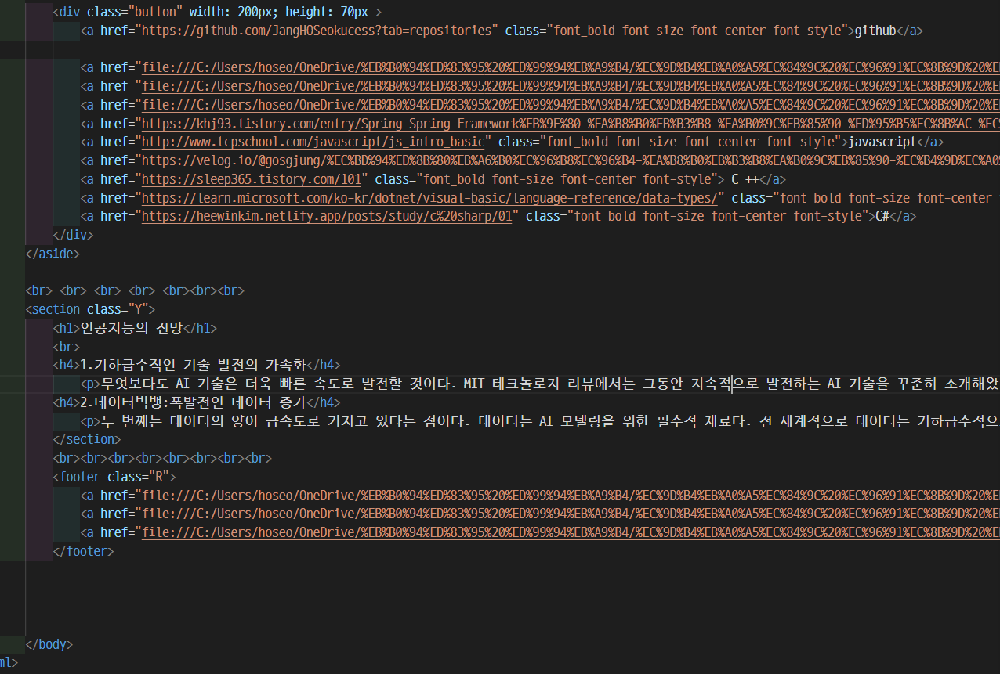 <div class="button" width: 200px; height: 70px >
<a href="https://github.com/JangHOSeokucess?tab=repositories" class="font_bold font-size font-center font-style">github</a>
<a href="file:///C:/Users/hoseo/OneDrive/%EB%B0%94%ED%83%95%20%ED%99%94%EB%A9%B4/%EC%9D%B4%EB%A0%A5%EC%84%9C%20%EC%96%91%EC%8B%9D%20%E
<a href="file:///C:/Users/hoseo/OneDrive/%EB%B0%94%ED%83%95%20%ED%99%94%EB%A9%B4/%EC%9D%B4%EB%A0%A5%EC%84%9C%20%EC%96%91%EC%8B%9D%20%E
<a href="file:///C:/Users/hoseo/OneDrive/%EB%B0%94%ED%83%95%20%ED%99%94%EB%A9%B4/%EC%9D%B4%EB%A0%A5%EC%84%9C%20%EC%96%91%EC%8B%9D%20%E
<a href="https://khj93.tistory.com/entry/Spring-Spring-Framework%EB%9E%80-%EA%B8%B0%EB%B3%B8-%EA%B0%9C%EB%85%90-%ED%95%B5%EC%8B%AC-%EC
<a href="http://www.tcpschool.com/javascript/js_intro_basic" class="font_bold font-size font-center font-style">javascript</a>
<a href="https://velog.io/@gosgjung/%EC%BD%94%ED%8B%80%EB%A6%B0%EC%96%B8%EC%96%B4-%EA%B8%B0%EB%B3%B8%EA%B0%9C%EB%85%90-%EC%B4%9D%EC%A0
<a href="https://sleep365.tistory.com/101" class="font_bold font-size font-center font-style"> C ++</a>
<a href="https://learn.microsoft.com/ko-kr/dotnet/visual-basic/language-reference/data-types/" class="font_bold font-size font-center
<a href="https://heewinkim.netlify.app/posts/study/c%20sharp/01" class="font_bold font-size font-center font-style">C#</a>
</div>
</aside>
<br> <br> <br> <br> <br><br><br>
<section class="Y">
<h1>인공지능의 전망</h1>
<br>
<h4>1.기하급수적인 기술 발전의 가속화</h4>
<p>무엇보다도 AI 기술은 더욱 빠른 속도로 발전할 것이다. MIT 테크놀로지 리뷰에서는 그동안 지속적으로 발전하는 AI 기술을 꾸준히 소개해왔
<h4>2.데이터빅뱅:폭발전인 데이터 증가</h4>
<p>두 번째는 데이터의 양이 급속도로 커지고 있다는 점이다. 데이터는 AI 모델링을 위한 필수적 재료다. 전 세계적으로 데이터는 기하급수적으
</section>
<br><br><br><br><br><br><br><br>
<footer class="R">
<a href="file:///C:/Users/hoseo/OneDrive/%EB%B0%94%ED%83%95%20%ED%99%94%EB%A9%B4/%EC%9D%B4%EB%A0%A5%EC%84%9C%20%EC%96%91%EC%8B%9D%20%E
<a href="file:///C:/Users/hoseo/OneDrive/%EB%B0%94%ED%83%95%20%ED%99%94%EB%A9%B4/%EC%9D%B4%EB%A0%A5%EC%84%9C%20%EC%96%91%EC%8B%9D%20%E
<a href="file:///C:/Users/hoseo/OneDrive/%EB%B0%94%ED%83%95%20%ED%99%94%EB%A9%B4/%EC%9D%B4%EB%A0%A5%EC%84%9C%20%EC%96%91%EC%8B%9D%20%E
</footer>
</body>
ml>